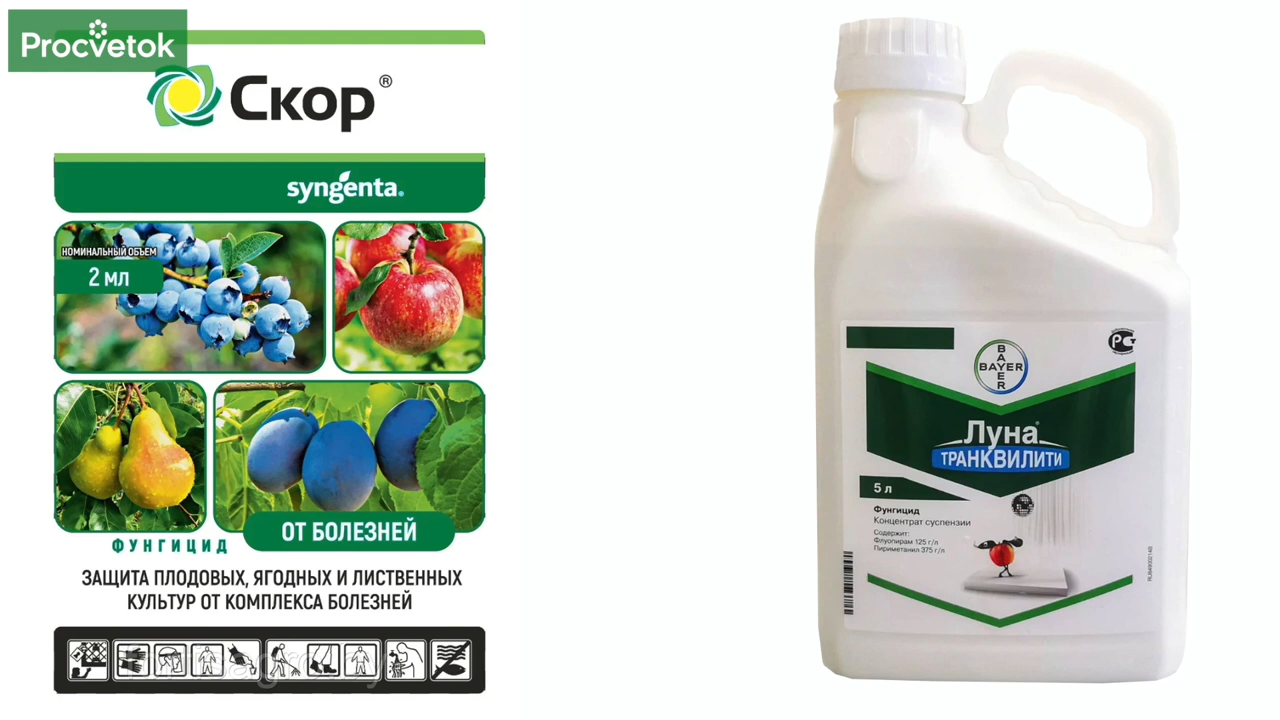 Procvetok
Скор®
syngenta.
НОМИНАЛЬНЫЙ ОБЪЕМ
2 мл
ФУНГИЦИД
ОТ БОЛЕЗНЕЙ
ЗАЩИТА ПЛОДОВЫХ, ЯГОДНЫХ И ЛИСТВЕННЫХ
КУЛЬТУР ОТ КОМПЛЕКСА БОЛЕЗНЕЙ
BAYER
BAYER
Луна®
ТРАНКВИЛИТИ
5 л
Фунгицид
Концентрат суспензии
Содержит:
Флуопирам 125 г/л
Пириметанил 375 г/л